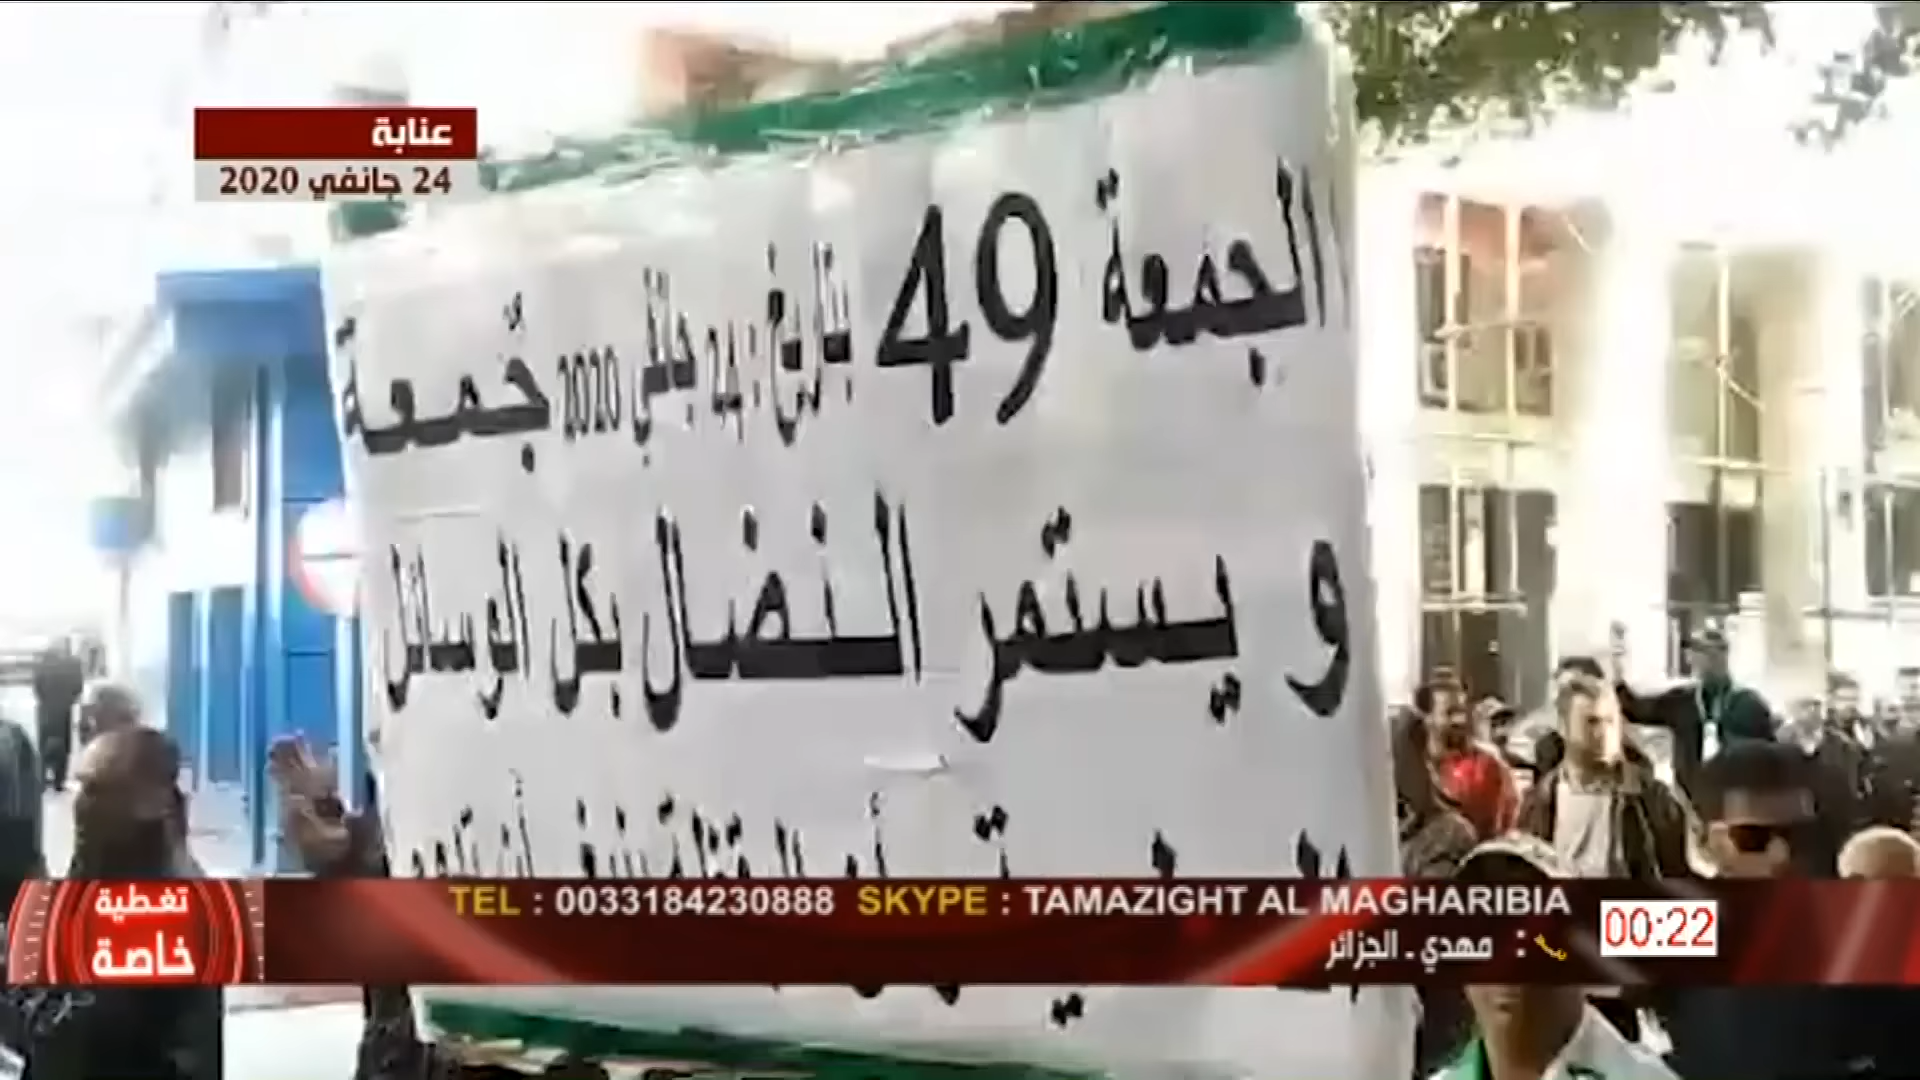 عنابة
24 جانفي 2020
الجمعة 49 بتاريخ : 24 جانفي 2020 جُمعة
و يستمر النضال بكل الوسائل
تغطية
خاصة
TEL : 0033184230888 SKYPE : TAMAZIGHT AL MAGHARIBIA
: مهدي . الجزائر
00:22